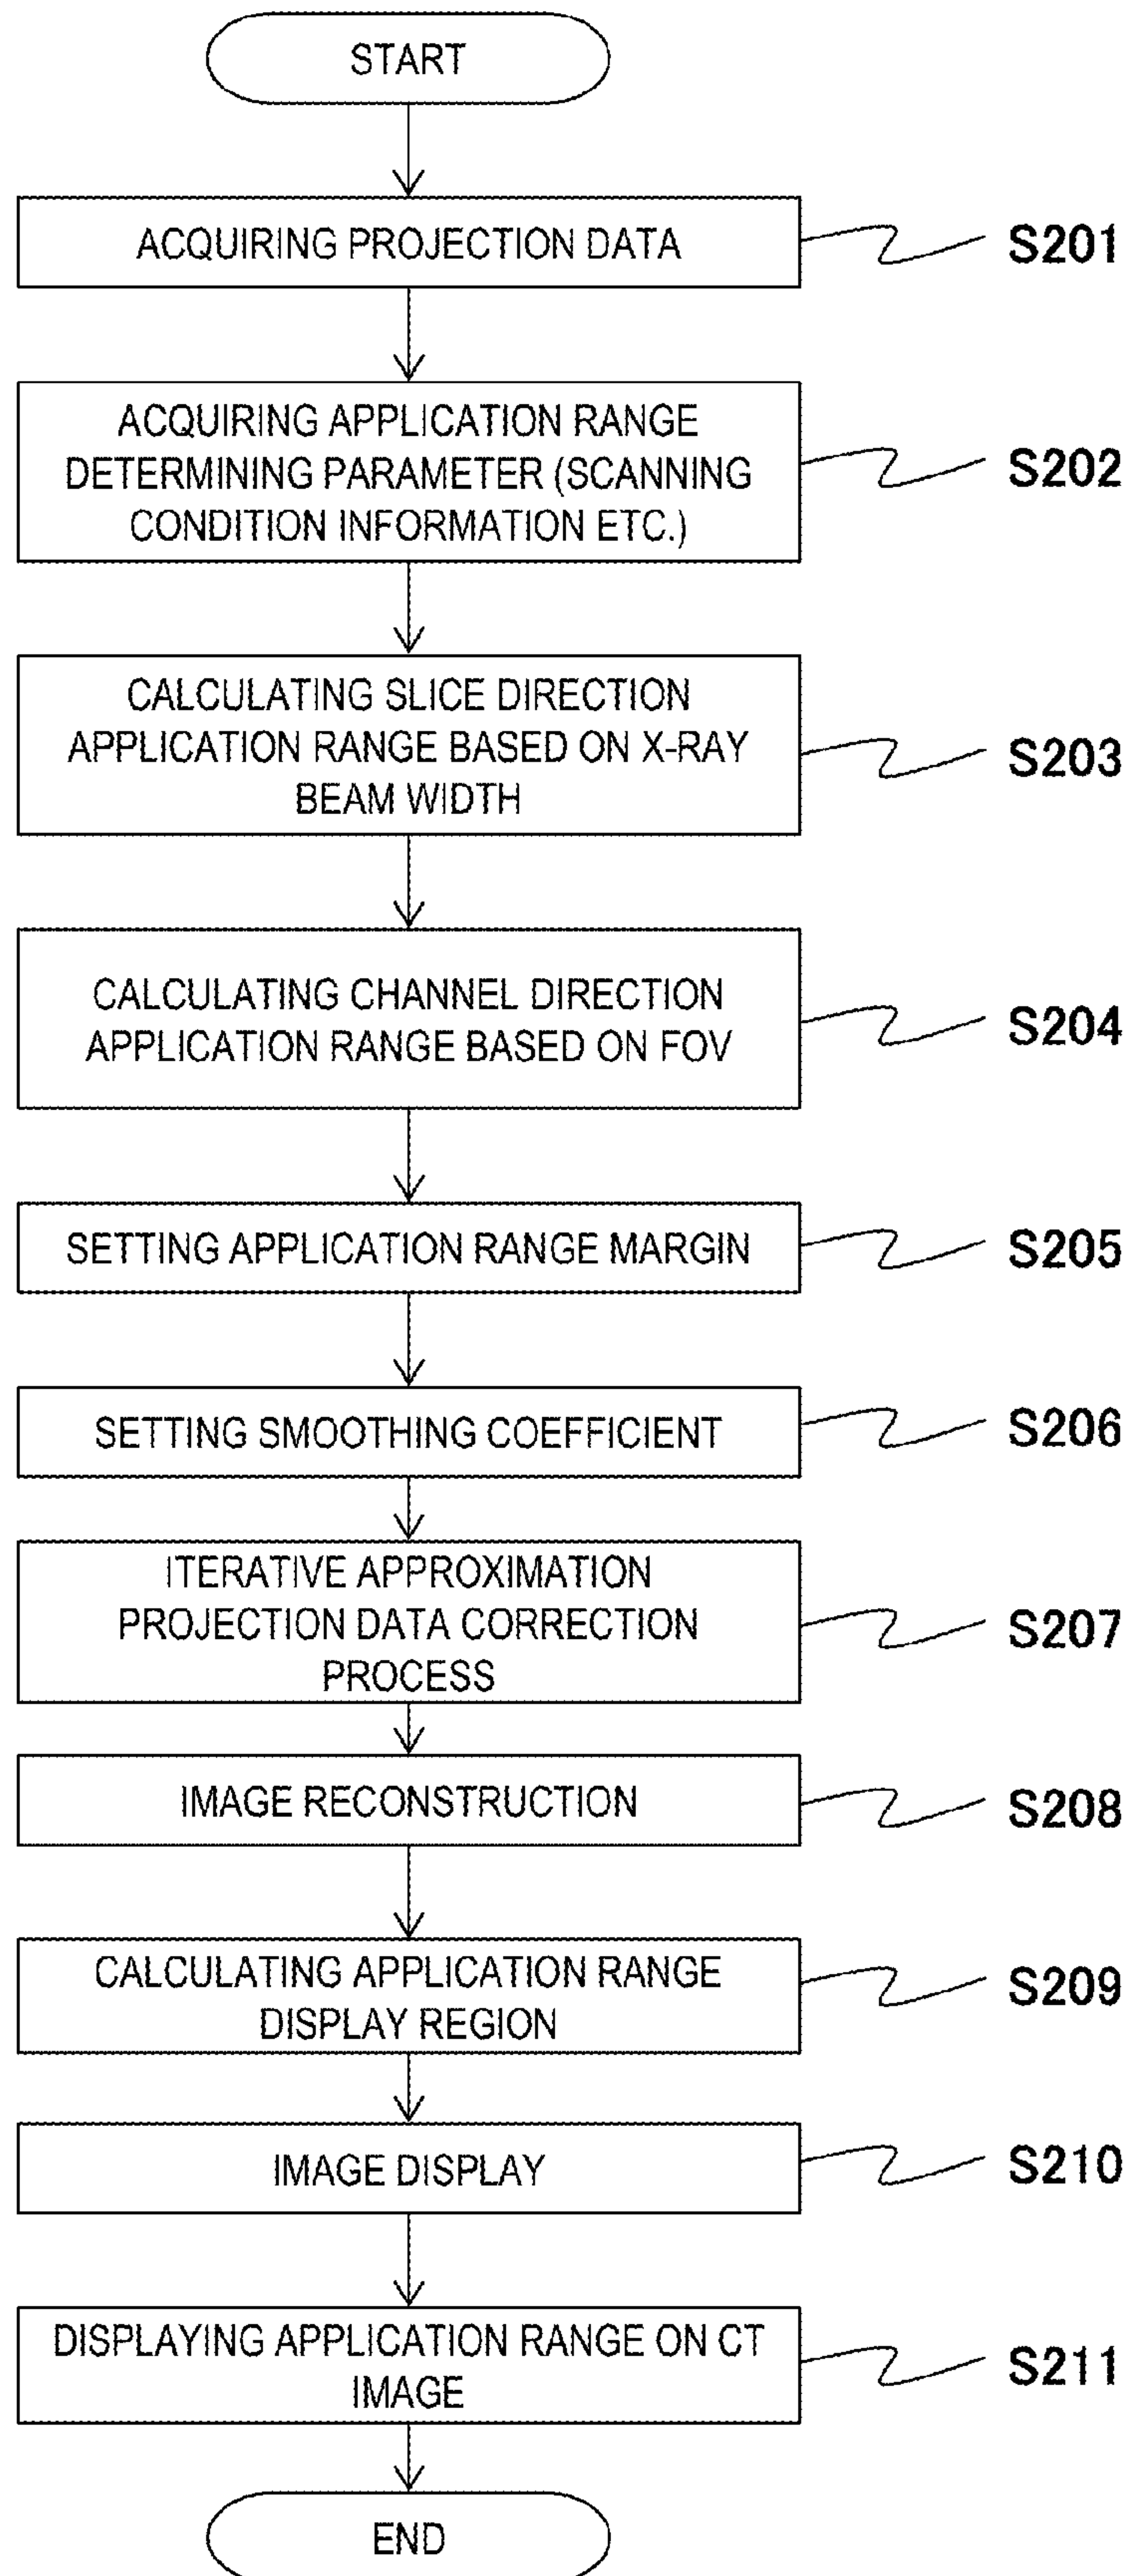 START
ACQUIRING PROJECTION DATA
S201
ACQUIRING APPLICATION RANGE
DETERMINING PARAMETER (SCANNING
CONDITION INFORMATION ETC.)
S202
CALCULATING SLICE DIRECTION
APPLICATION RANGE BASED ON X-RAY
BEAM WIDTH
S203
CALCULATING CHANNEL DIRECTION
APPLICATION RANGE BASED ON FOV
S204
SETTING APPLICATION RANGE MARGIN
S205
SETTING SMOOTHING COEFFICIENT
S206
ITERATIVE APPROXIMATION
PROJECTION DATA CORRECTION
PROCESS
S207
IMAGE RECONSTRUCTION
S208
CALCULATING APPLICATION RANGE
DISPLAY REGION
S209
IMAGE DISPLAY
S210
DISPLAYING APPLICATION RANGE ON CT
IMAGE
S211
END